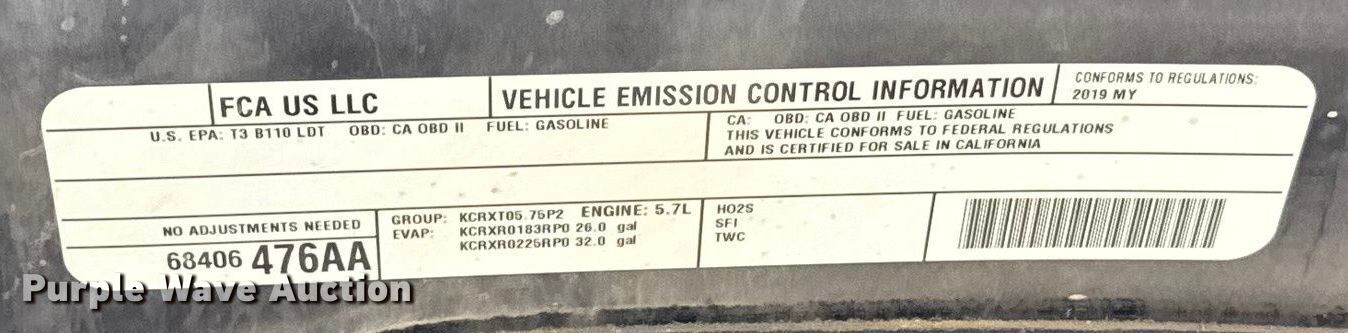 FCA US LLC
VEHICLE EMISSION CONTROL INFORMATION
CONFORMS TO REGULATIONS:
2019 MY
U.S. EPA: T3 B110 LDT OBD: CA OBD II FUEL: GASOLINE
CA: OBD: CA OBD II FUEL: GASOLINE
THIS VEHICLE CONFORMS TO FEDERAL REGULATIONS
AND IS CERTIFIED FOR SALE IN CALIFORNIA
NO ADJUSTMENTS NEEDED
68406 476AA
GROUP: KCRXT05.75P2 ENGINE: 5.7L
EVAP: KCRXR0183RP0 26.0 gal
KCRXR0225RP0 32.0 gal
HO2S
SFI
TWC
Purple Wave Auction